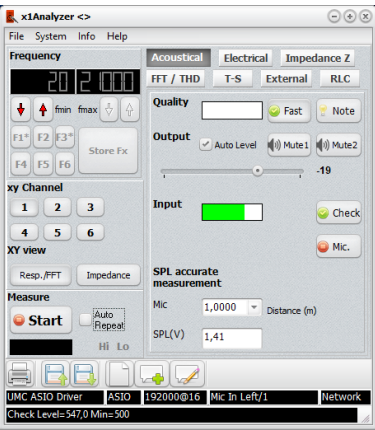 x1Analyzer <>
File System Info Help
Frequency
20 21000
fmin fmax
F1* F2 F3*
Store Fx
F4 F5 F6
xy Channel
1 2 3
4 5 6
XY view
Resp./FFT Impedance
Measure
Start
Auto
Repeat
Hi Lo
Acoustical Electrical Impedance Z
FFT / THD T-S External RLC
Quality Fast Note
Output Auto Level Mute1 Mute2
-19
Input
Check
Mic.
SPL accurate
measurement
Mic 1,0000 Distance (m)
SPL(V) 1,41
UMC ASIO Driver ASIO 192000@16 Mic In Left/1 Network
Check Level=547,0 Min=500